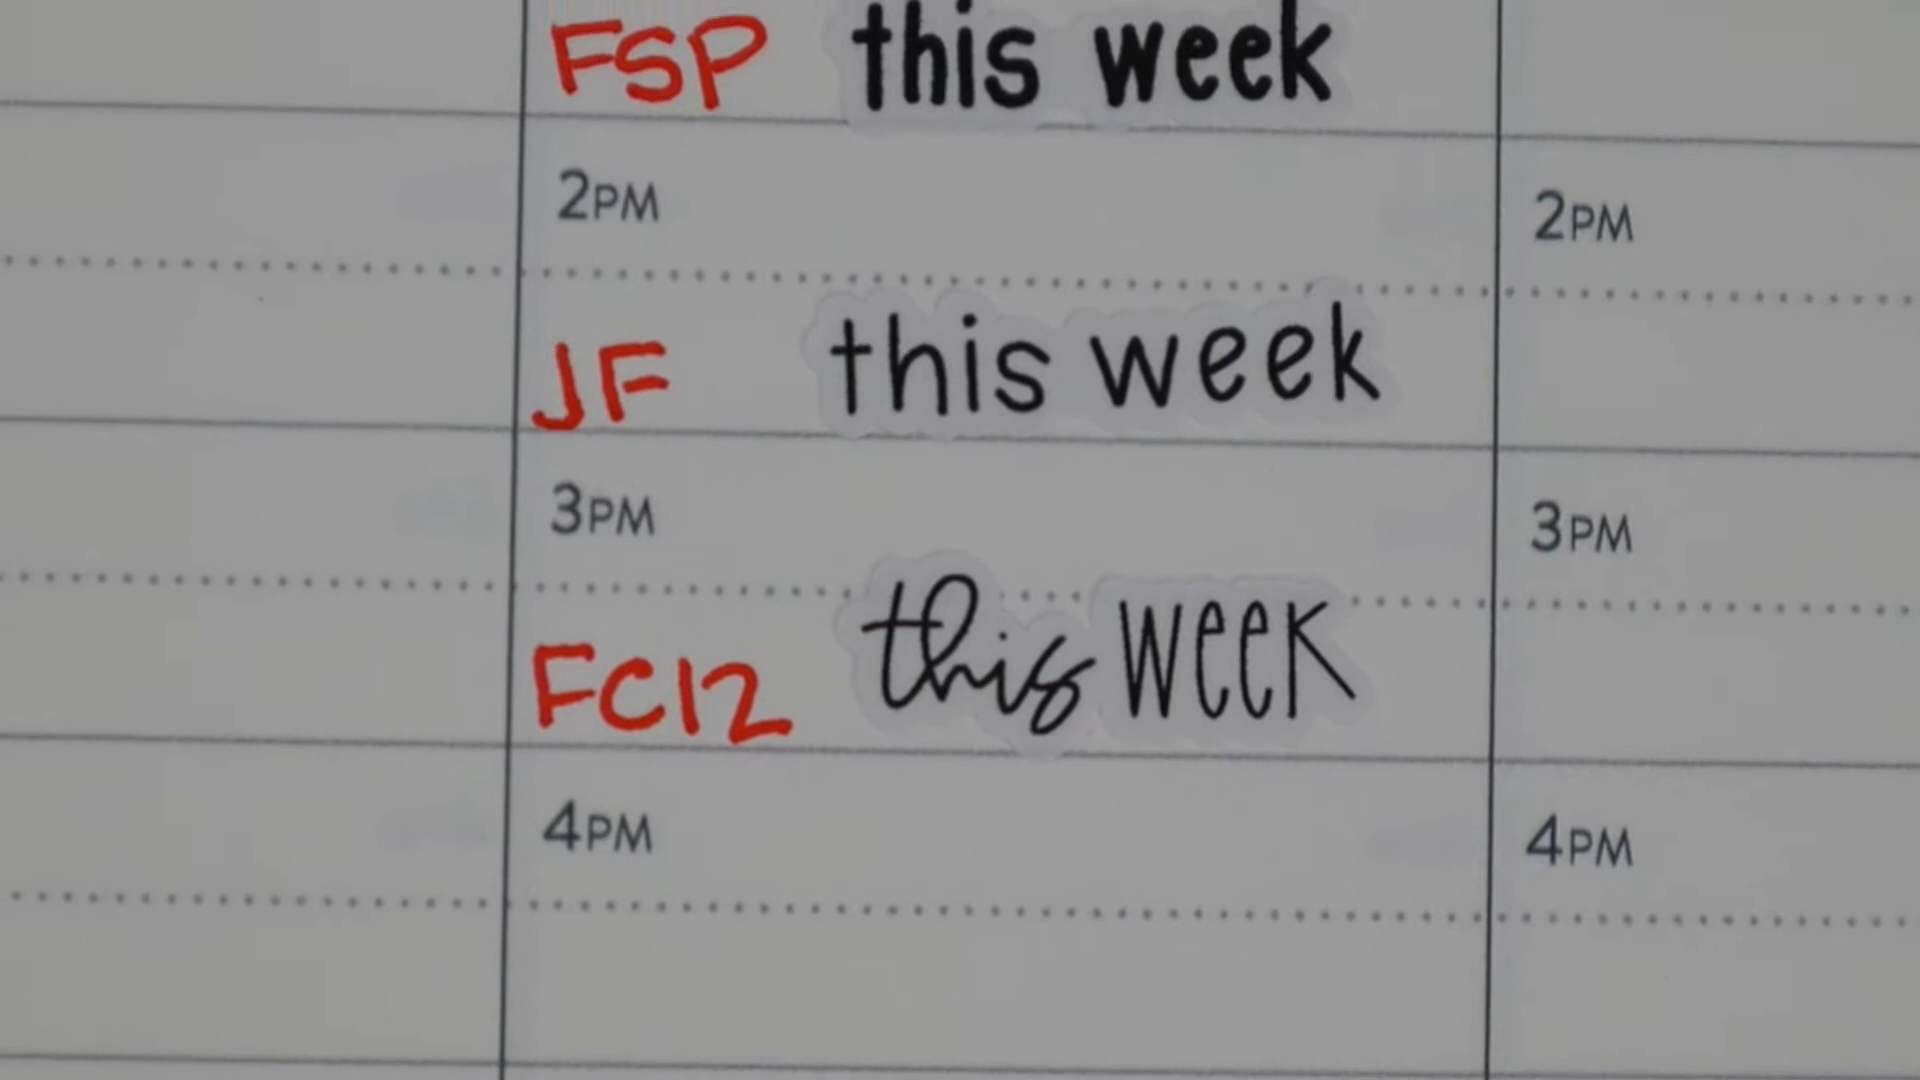 FSP this week
2PM 2PM
JF this week
3PM 3PM
FC12 this week
4PM 4PM